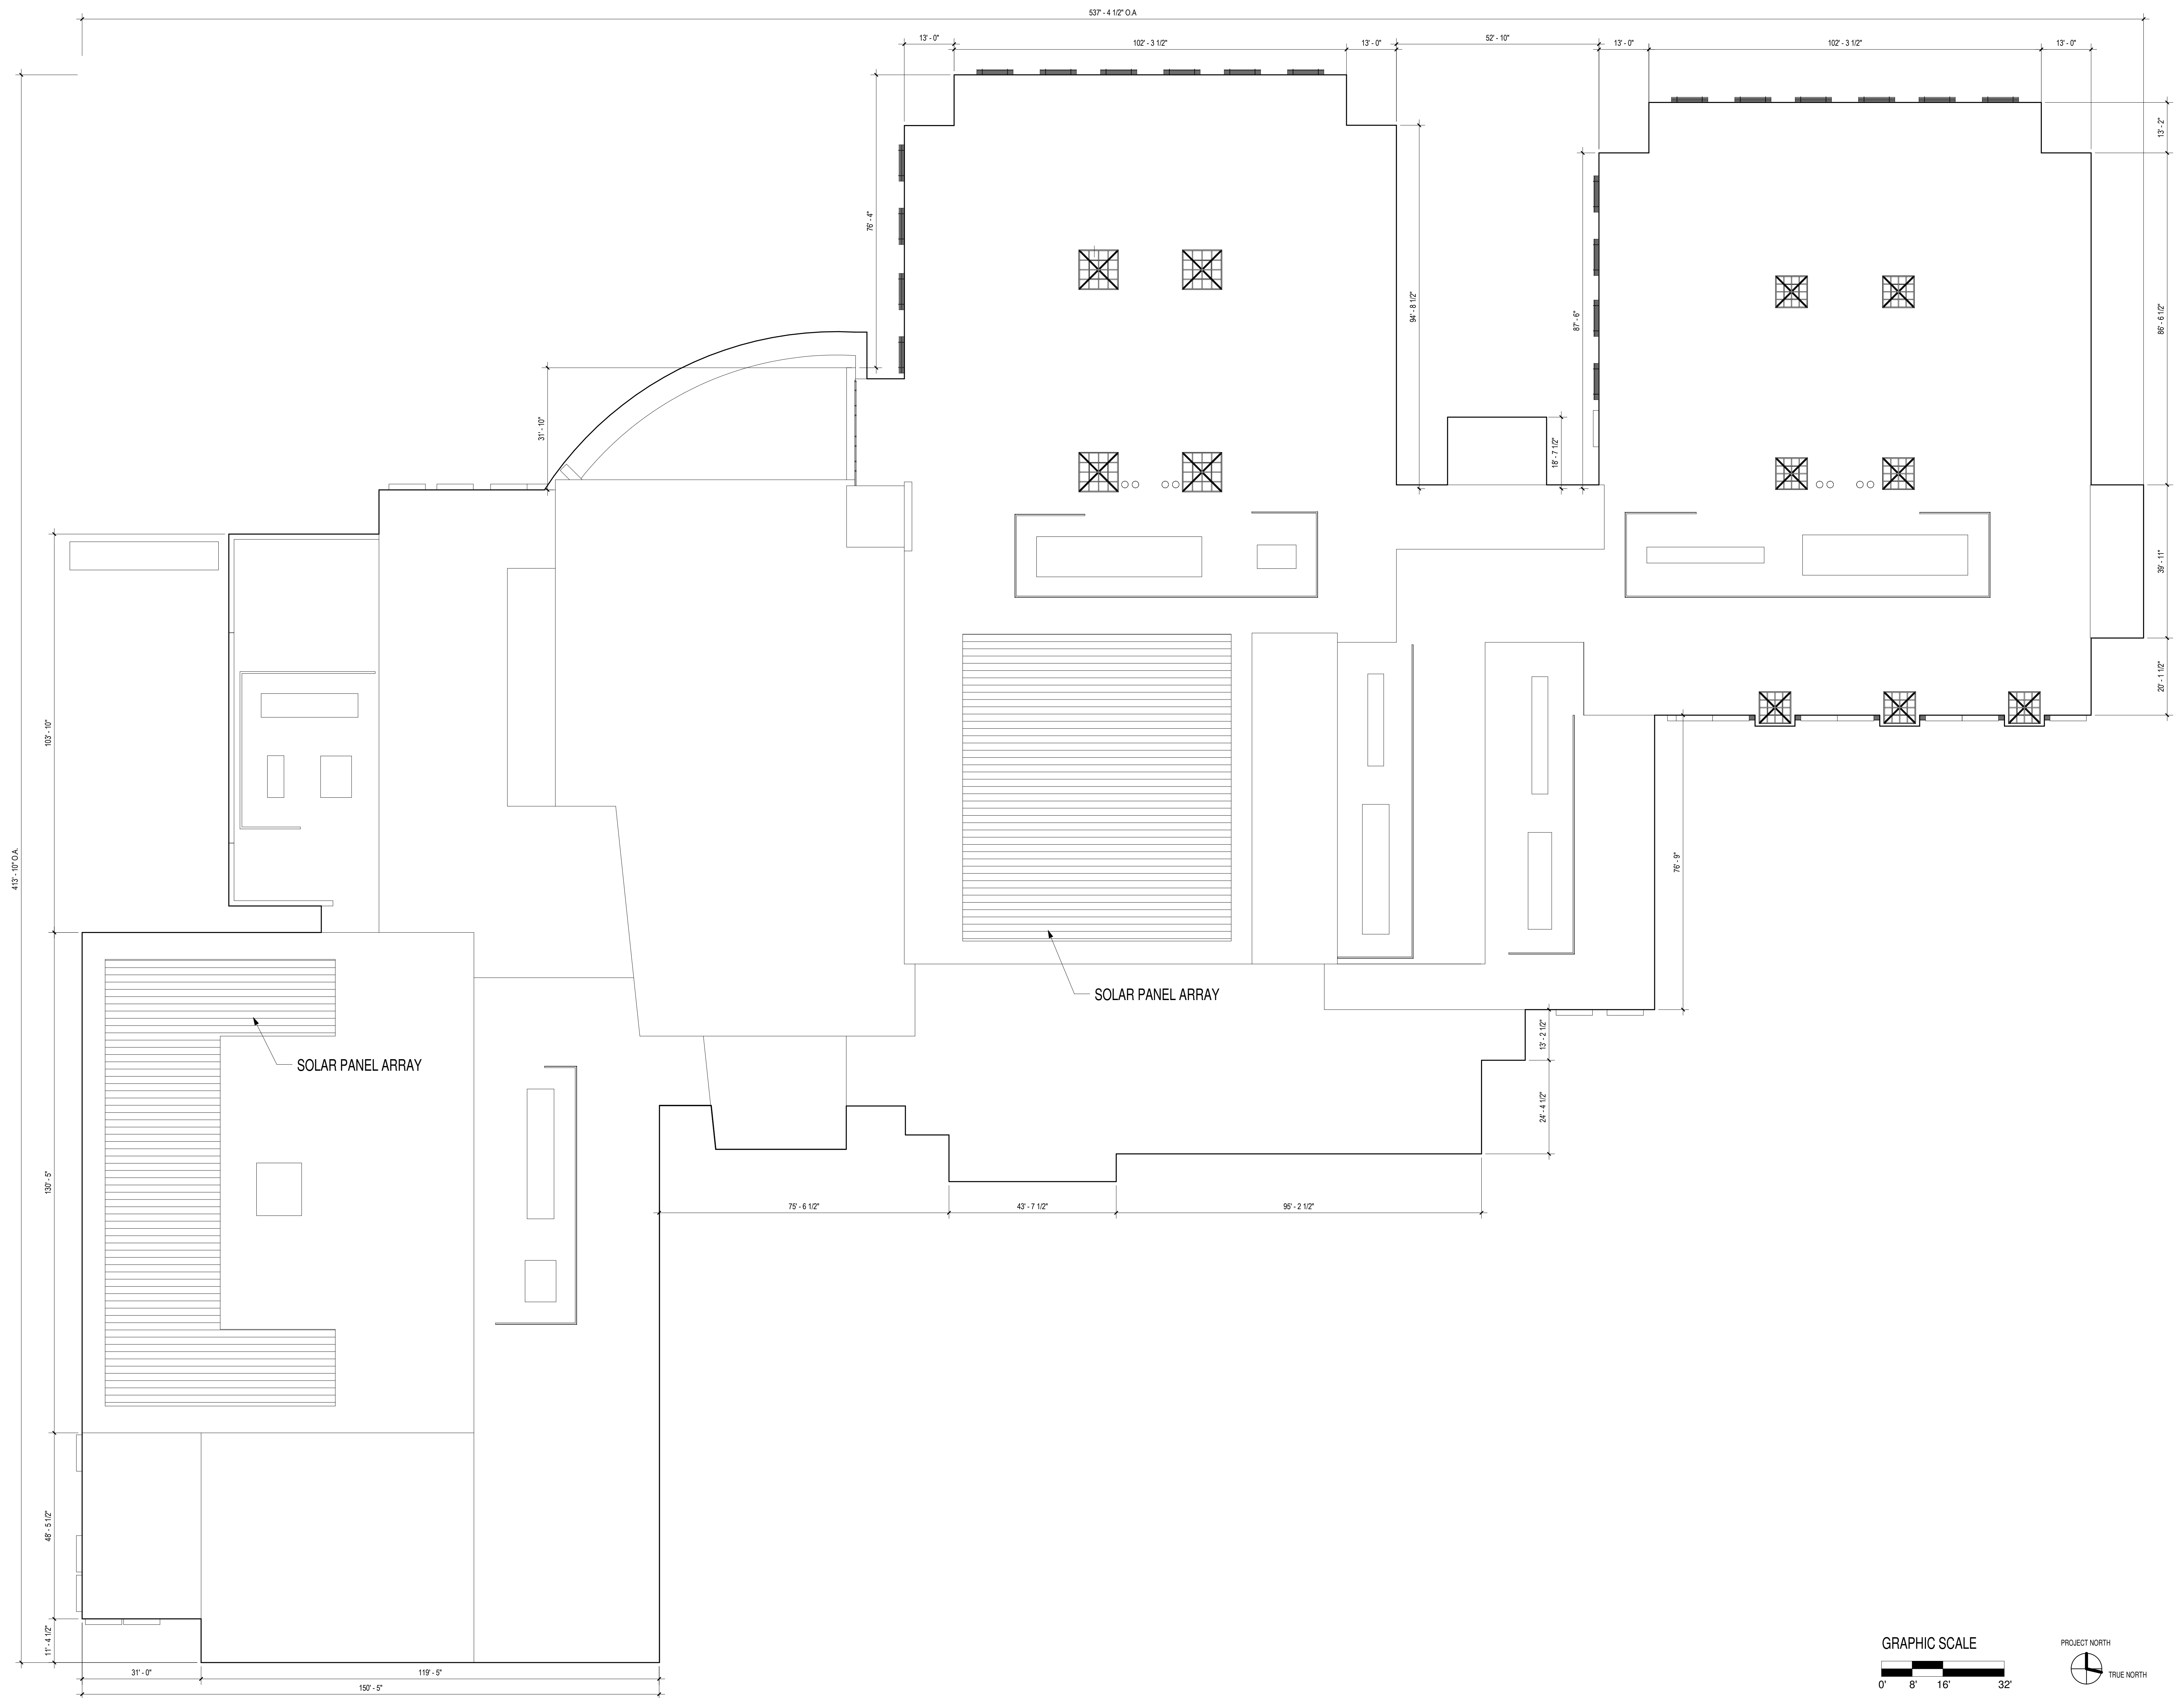 537' - 4 1/2" O.A
13' - 0"
102' - 3 1/2"
13' - 0"
52' - 10"
13' - 0"
102' - 3 1/2"
13' - 0"
13' - 2"
76' - 4"
94' - 8 1/2"
87' - 6"
86' - 6 1/2"
31' - 10"
18' - 7 1/2"
39' - 11"
20' - 1 1/2"
103' - 10"
413' - 10" O.A.
76' - 9"
SOLAR PANEL ARRAY
SOLAR PANEL ARRAY
13' - 2 1/2"
24' - 4 1/2"
130' - 5"
75' - 6 1/2"
43' - 7 1/2"
95' - 2 1/2"
48' - 5 1/2"
11' - 4 1/2"
31' - 0"
119' - 5"
150' - 5"
GRAPHIC SCALE
0' 8' 16' 32'
PROJECT NORTH
TRUE NORTH